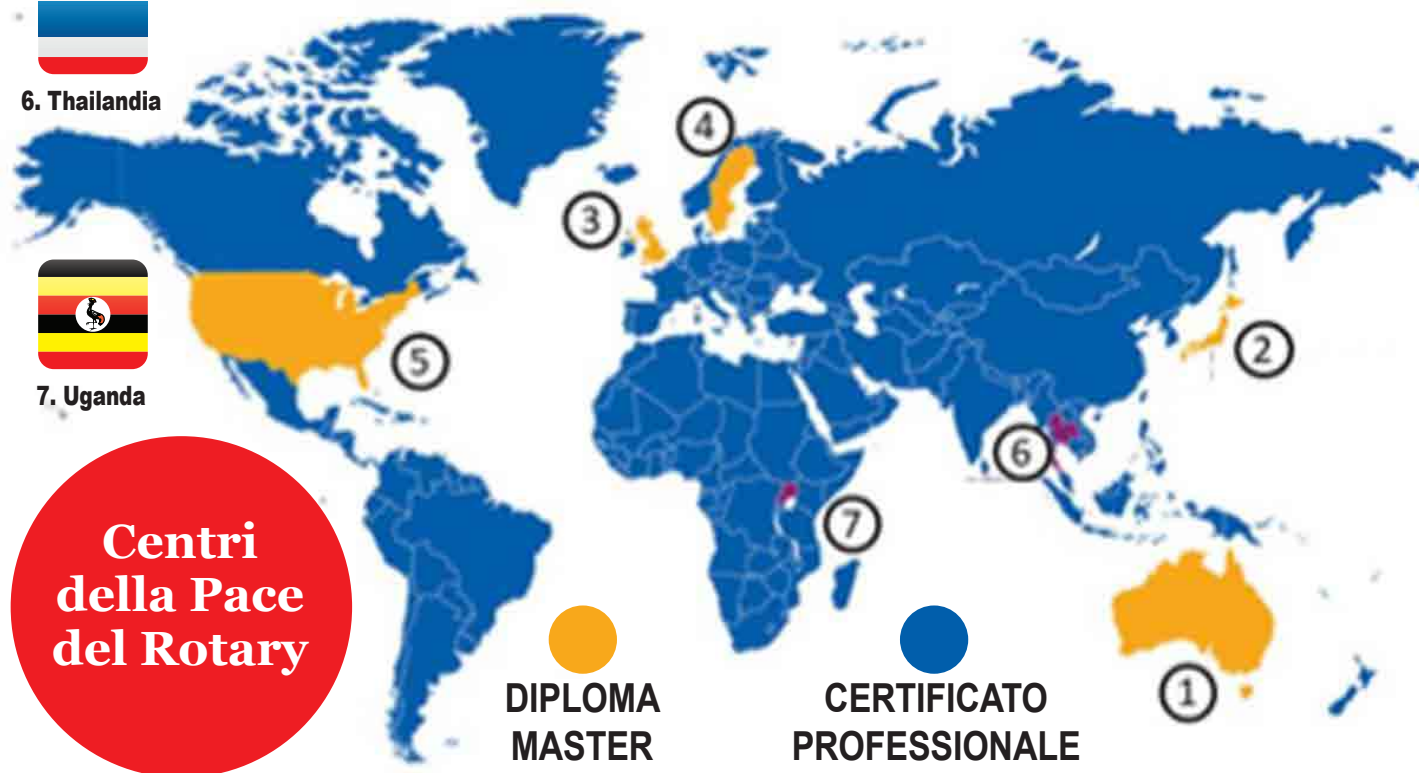 6. Thailandia
7. Uganda
Centri
della Pace
del Rotary
DIPLOMA
MASTER
CERTIFICATO
PROFESSIONALE
4
3
5
2
6
7
1